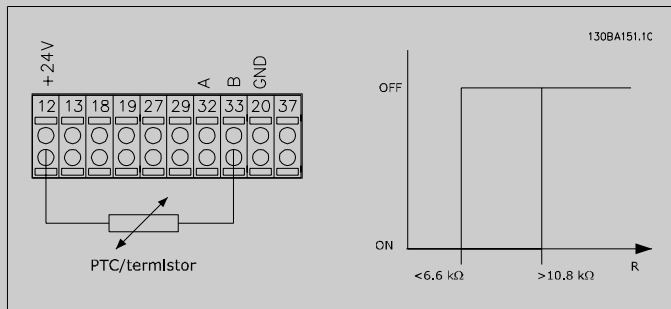 130BA151.10
+24V
A
B
GND
12 13 18 19 27 29 32 33 20 37
PTC/termistor
OFF
ON
<6.6 kΩ
>10.8 kΩ
R